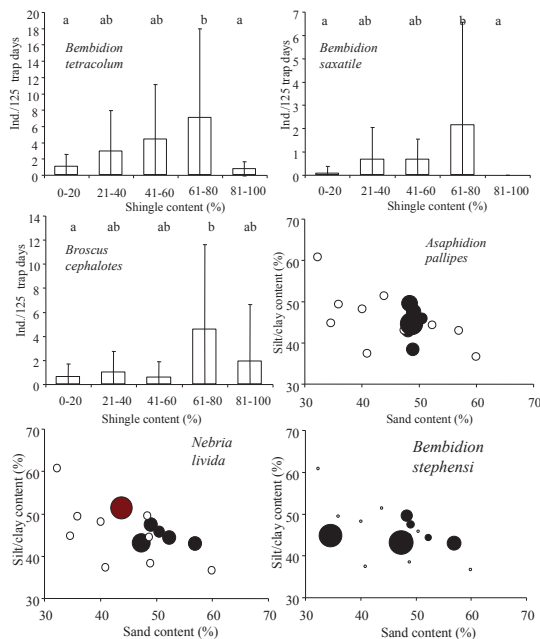 20
18
16
14
12
10
8
6
4
2
0
Ind./125 trap days
a ab ab b a
Bembidion
tetracolum
0-20 21-40 41-60 61-80 81-100
Shingle content (%)
7
6
5
4
3
2
1
0
Ind./125 trap days
a ab ab b a
Bembidion
saxatile
0-20 21-40 41-60 61-80 81-100
Shingle content (%)
14
12
10
8
6
4
2
0
Ind./125 trap days
a ab ab b ab
Broscus
cephalotes
0-20 21-40 41-60 61-80 81-100
Shingle content (%)
70
60
50
40
30
Silt/clay content (%)
Asaphidion
pallipes
30 40 50 60 70
Sand content (%)
70
60
50
40
30
Silt/clay content (%)
Nebria
livida
30 40 50 60 70
Sand content (%)
70
60
50
40
30
Silt/clay content (%)
Bembidion
stephensi
30 40 50 60 70
Sand content (%)